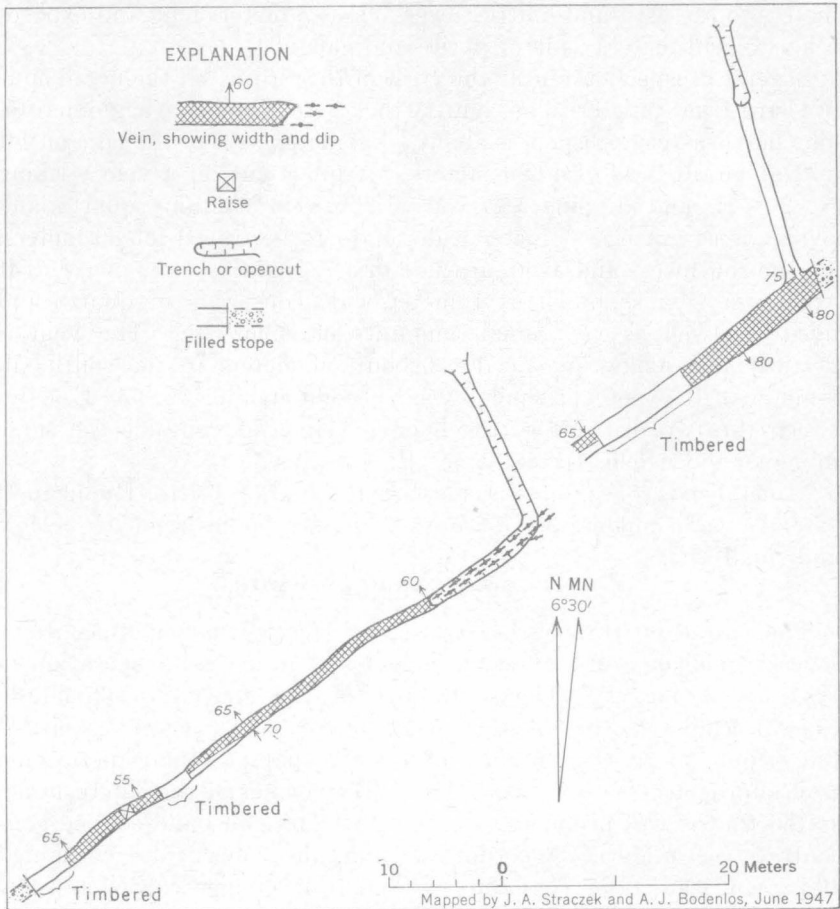 EXPLANATION
60
Vein, showing width and dip
Raise
Trench or opencut
Filled stope
75
80
80
65
Timbered
60
N MN
6°30′
65
70
55
Timbered
65
Timbered
10 0 20 Meters
Mapped by J. A. Straczek and A. J. Bodenlos, June 1947